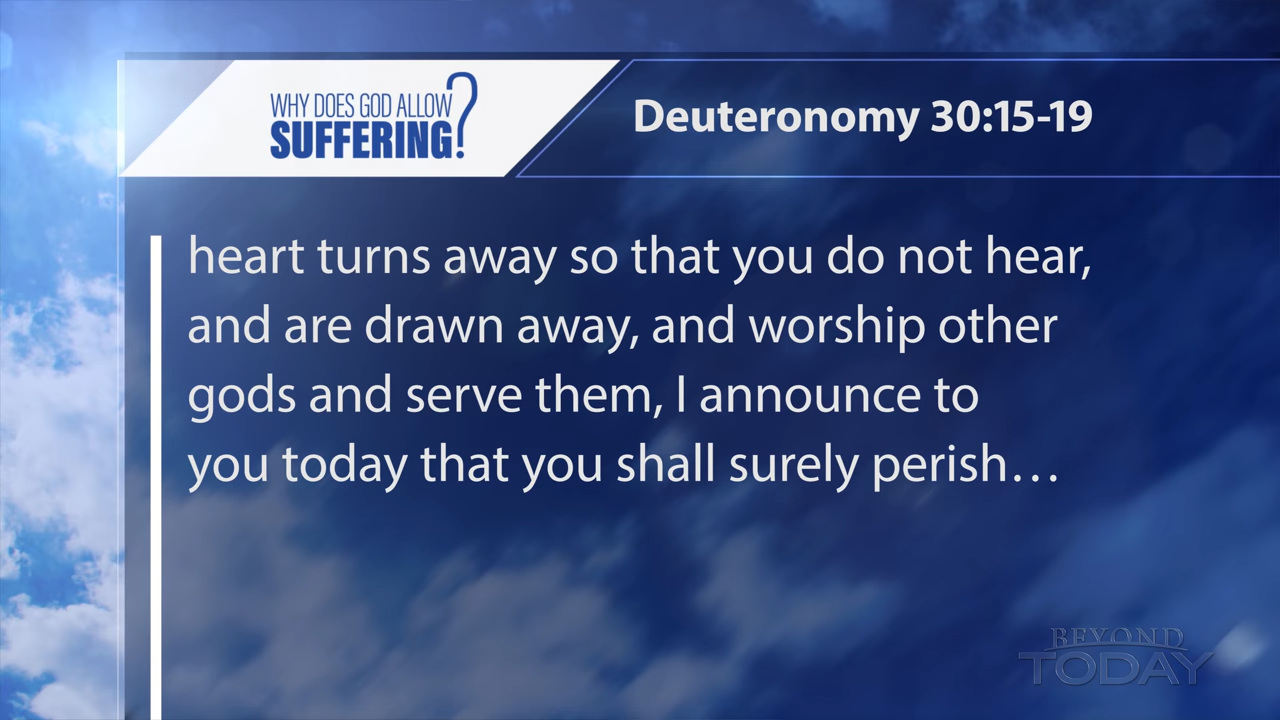 WHY DOES GOD ALLOW
SUFFERING?
Deuteronomy 30:15-19
heart turns away so that you do not hear,
and are drawn away, and worship other
gods and serve them, I announce to
you today that you shall surely perish…
BEYOND
TODAY